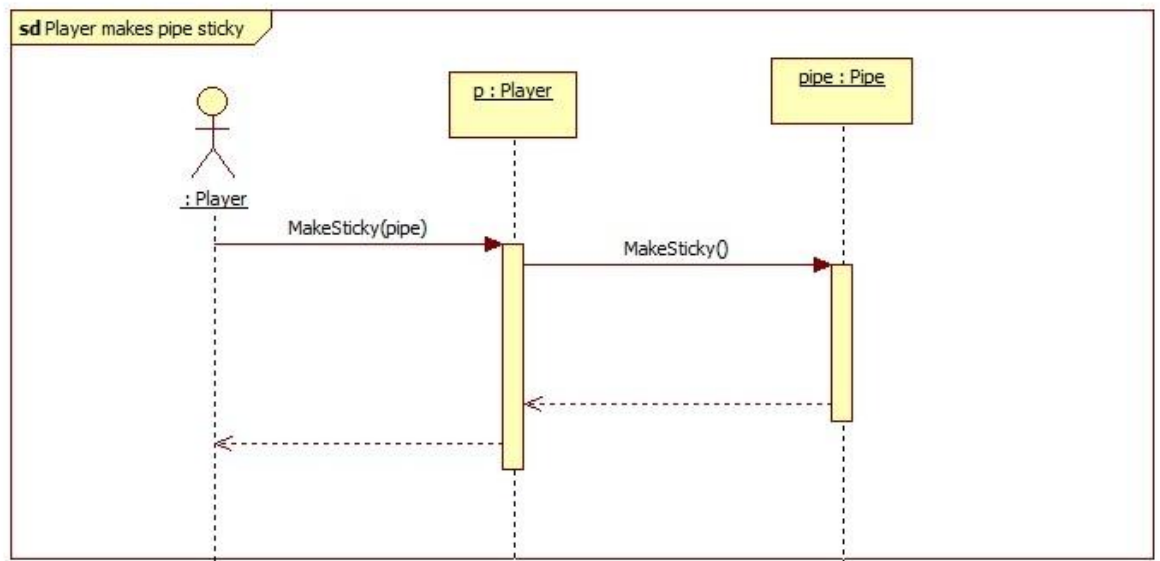 sd Player makes pipe sticky
p : Player
pipe : Pipe
: Player
MakeSticky(pipe)
MakeSticky()